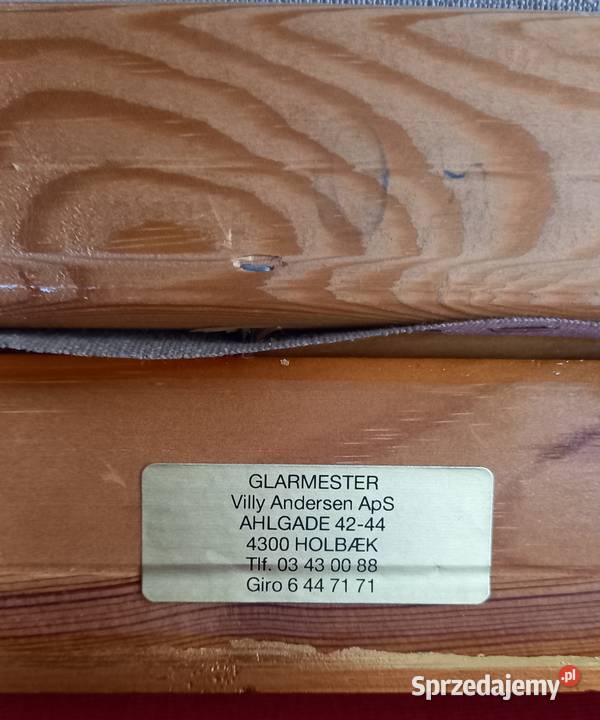 GLARMESTER
Villy Andersen ApS
AHLGADE 42-44
4300 HOLBÆK
Tlf. 03 43 00 88
Giro 6 44 71 71
Sprzedajemy.pl